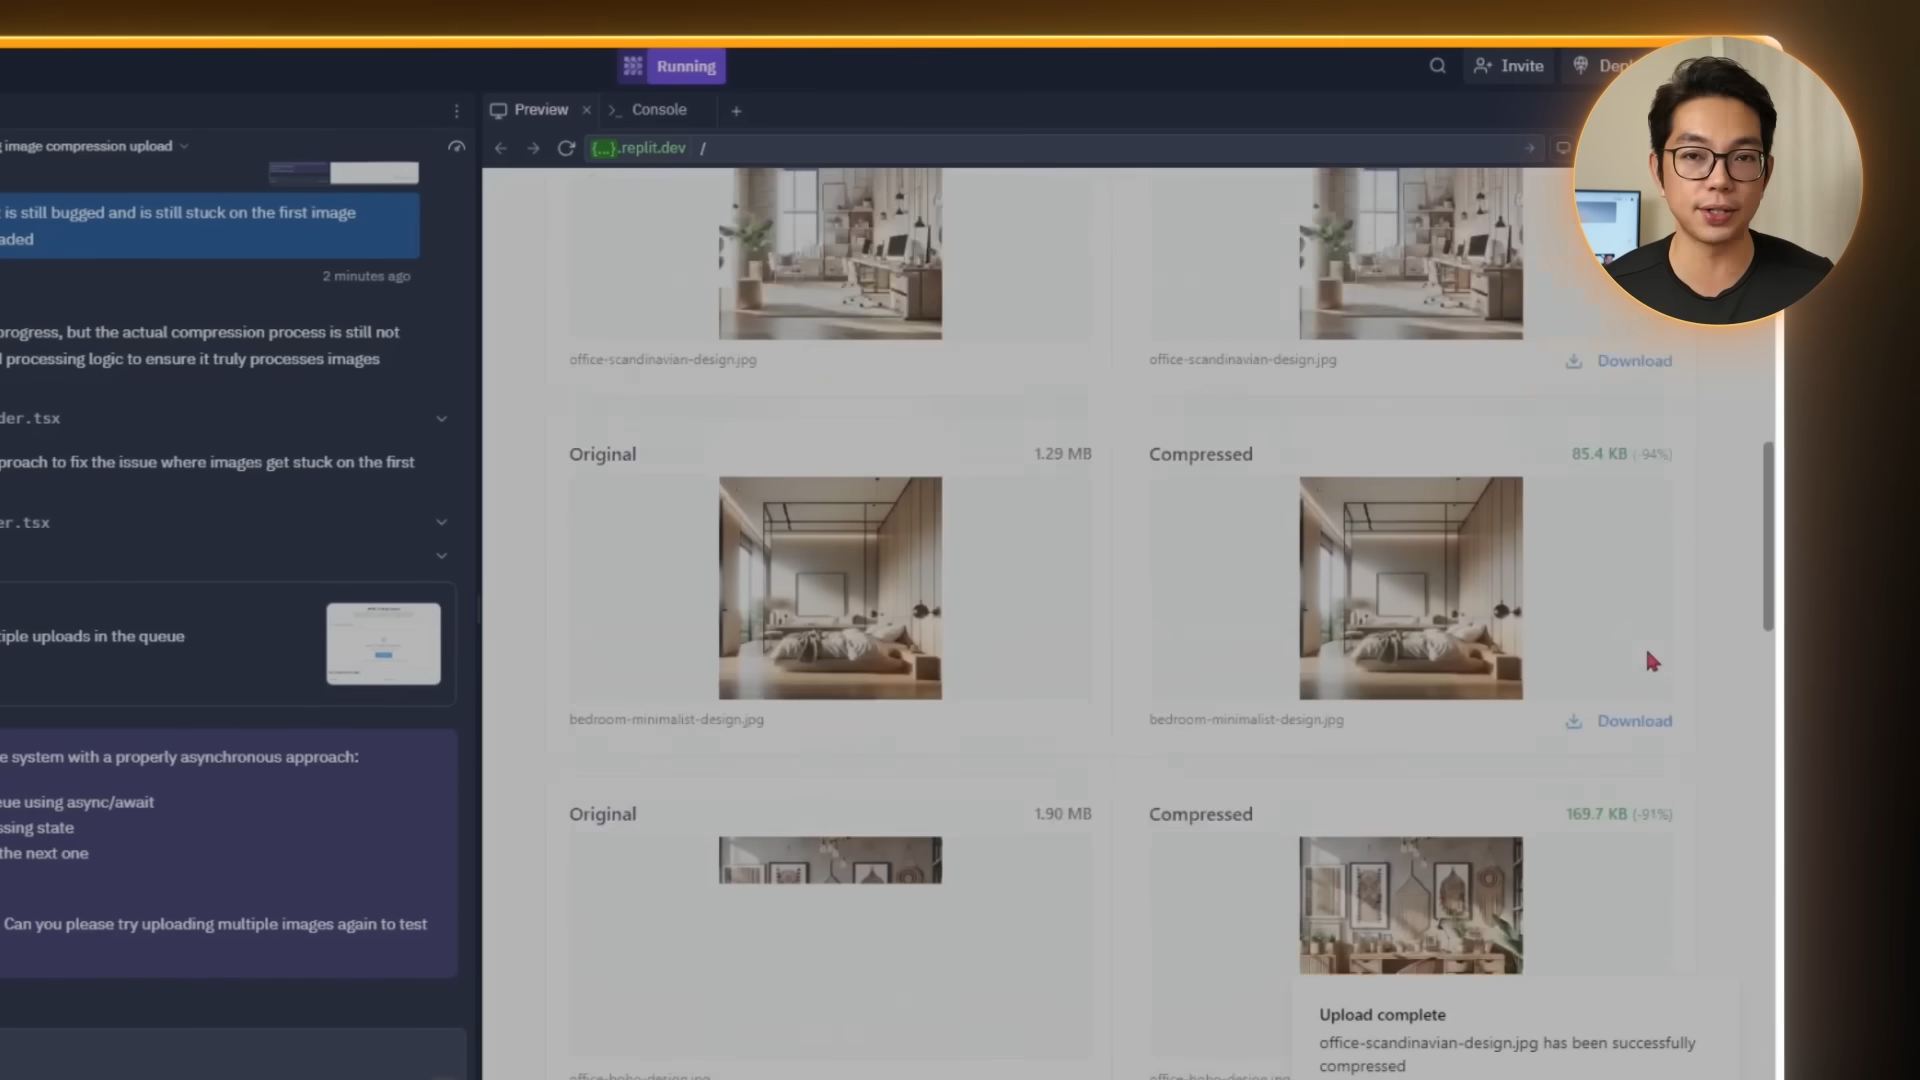 Running
Invite
Preview
Console
{...}.replit.dev /
image compression upload
is still bugged and is still stuck on the first image
2 minutes ago
progress, but the actual compression process is still not
processing logic to ensure it truly processes images
der.tsx
to fix the issue where images get stuck on the first
er.tsx
uploads in the queue
system with a properly asynchronous approach:
using async/await
state
the next one
Can you please try uploading multiple images again to test
office-scandinavian-design.jpg
office-scandinavian-design.jpg
Download
Original
1.29 MB
Compressed
85.4 KB (-94%)
bedroom-minimalist-design.jpg
bedroom-minimalist-design.jpg
Download
Original
1.90 MB
Compressed
169.7 KB (-91%)
Upload complete
office-scandinavian-design.jpg has been successfully
compressed